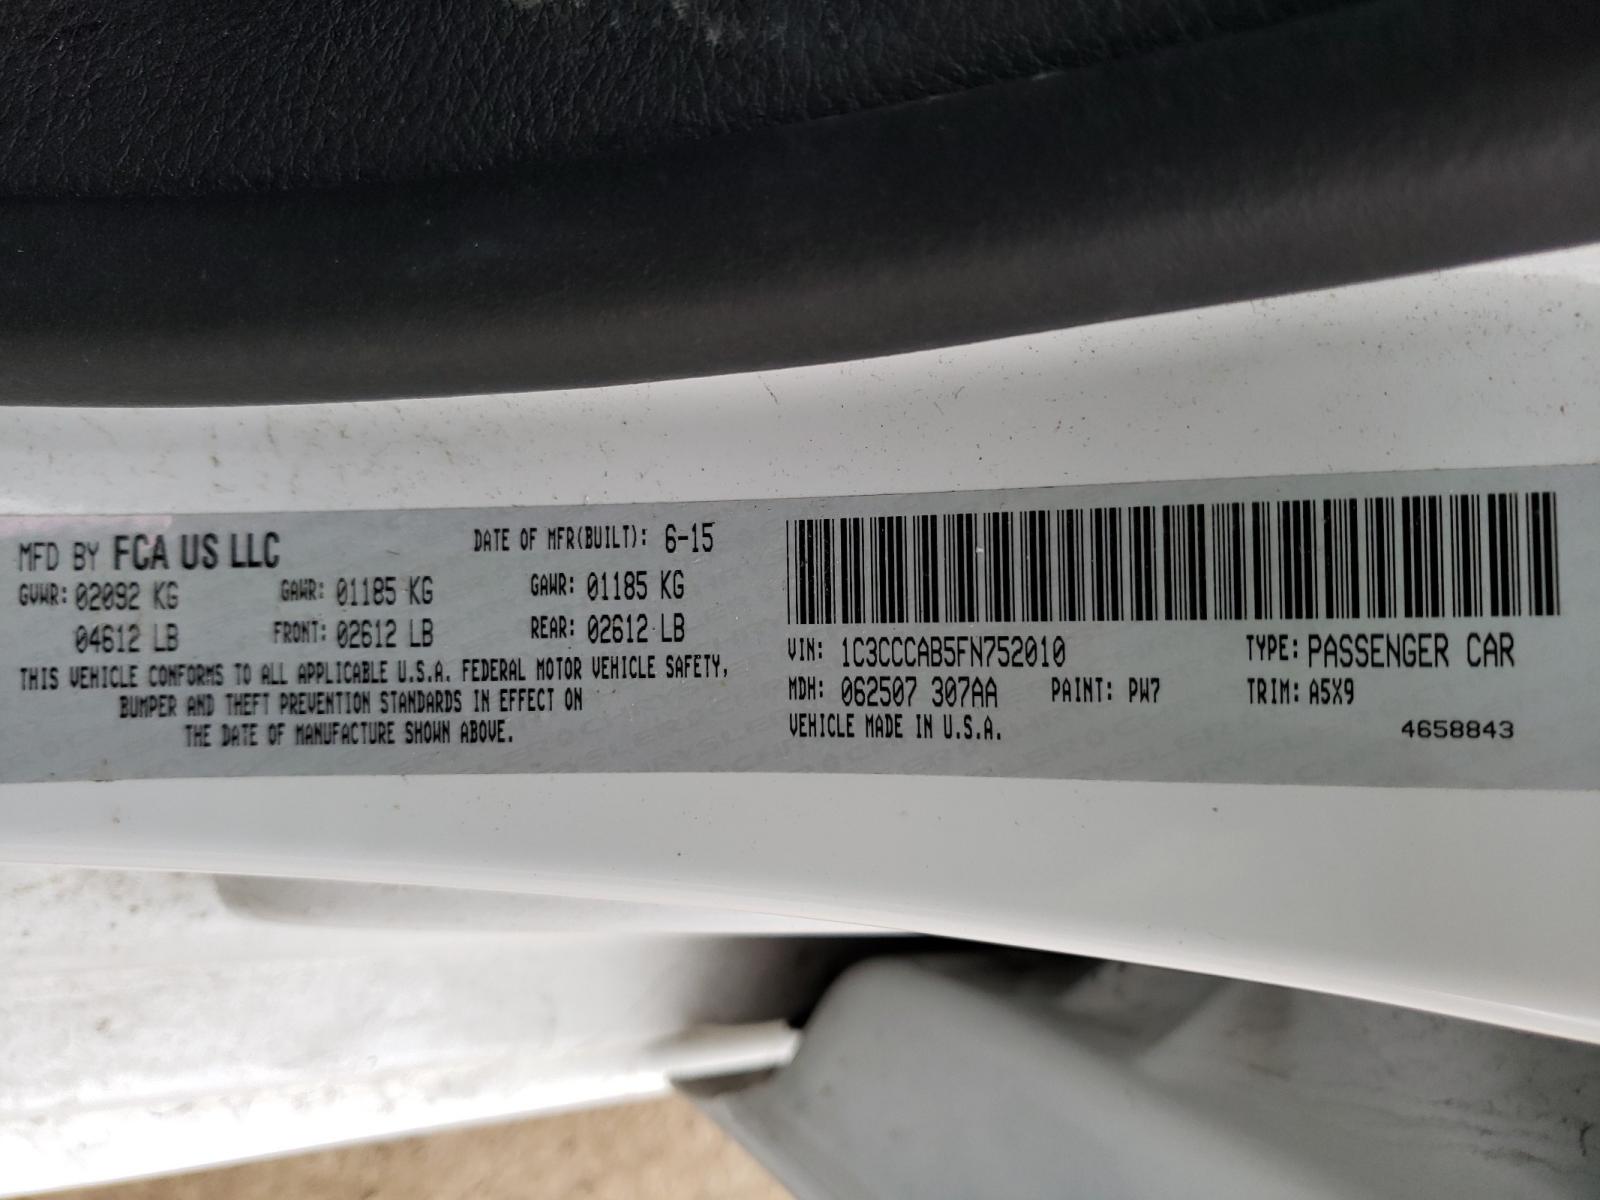 MFD BY FCA US LLC DATE OF MFR(BUILT): 6-15
GVWR: 02092 KG GAWR: 01185 KG GAWR: 01185 KG
04612 LB FRONT: 02612 LB REAR: 02612 LB
THIS VEHICLE CONFORMS TO ALL APPLICABLE U.S.A. FEDERAL MOTOR VEHICLE SAFETY,
BUMPER AND THEFT PREVENTION STANDARDS IN EFFECT ON
THE DATE OF MANUFACTURE SHOWN ABOVE.
VIN: 1C3CCCAB5FN752010 TYPE: PASSENGER CAR
MDH: 062507 307AA PAINT: PW7 TRIM: A5X9
VEHICLE MADE IN U.S.A. 4658843